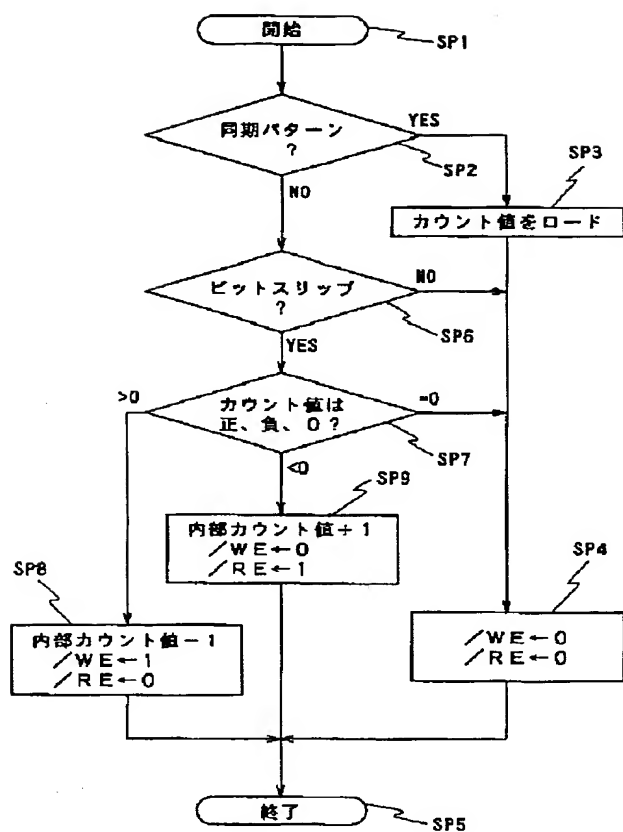 開始
SP1
同期パターン
?
YES
SP2
NO
SP3
カウント値をロード
ビットスリップ
?
NO
SP6
YES
>0
カウント値は
正、負、0?
=0
SP7
<0
SP9
内部カウント値+1
/WE←0
/RE←1
SP8
内部カウント値-1
/WE←1
/RE←0
SP4
/WE←0
/RE←0
終了
SP5